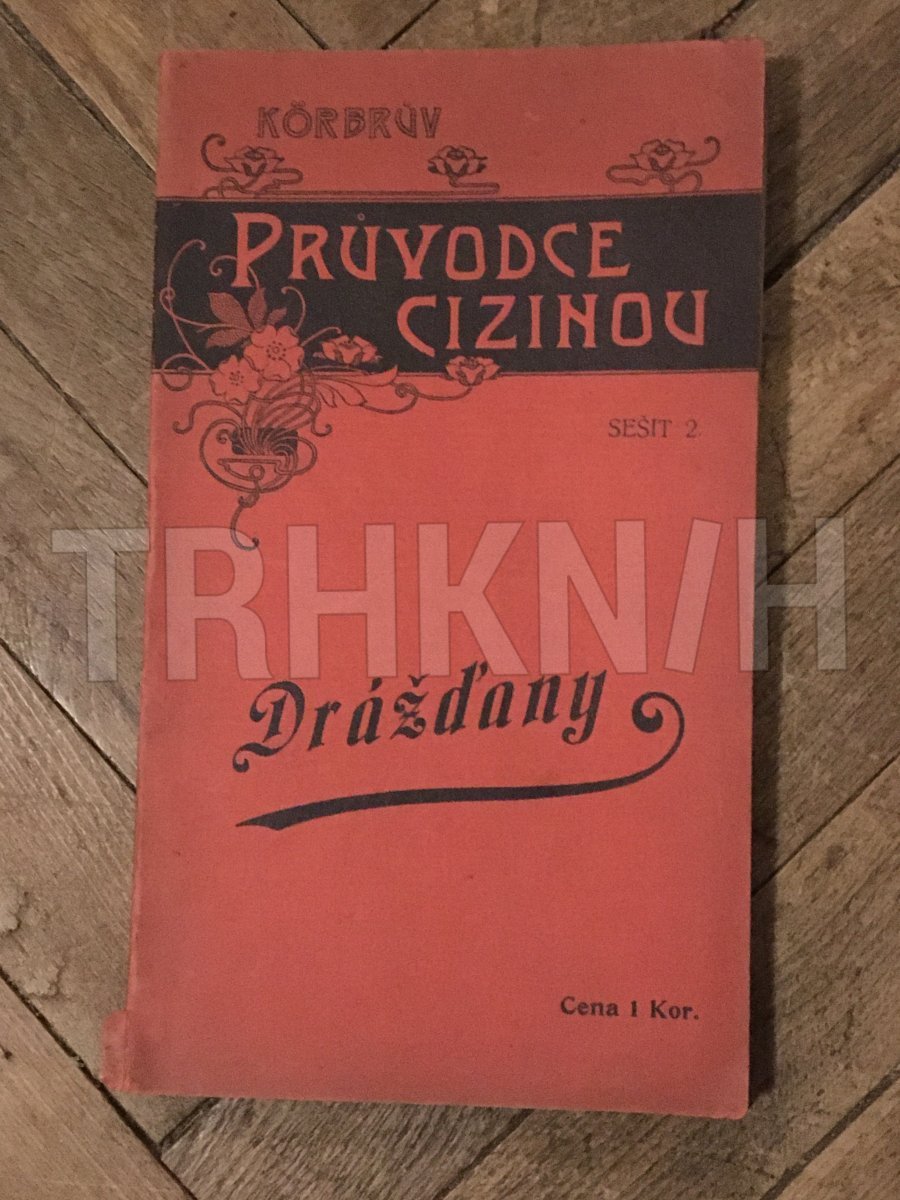 KÖRBRŮV
PRŮVODCE
CIZINOU
SEŠIT 2.
TRHKNIH
Drážďany
Cena 1 Kor.